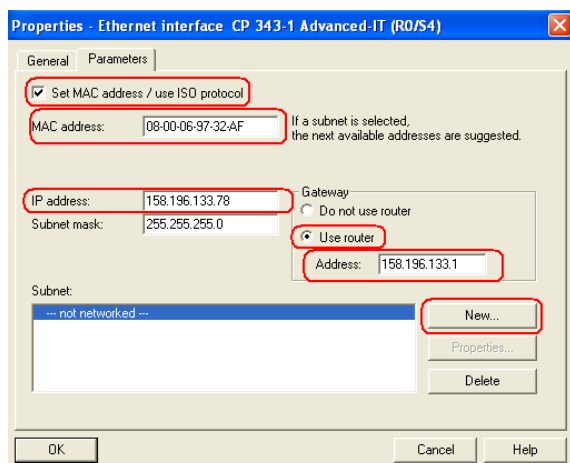 Properties - Ethernet interface CP 343-1 Advanced-IT (R0/S4)
General Parameters
Set MAC address / use ISO protocol
MAC address: 08-00-06-97-32-AF
If a subnet is selected,
the next available addresses are suggested.
IP address: 158.196.133.78
Subnet mask: 255.255.255.0
Gateway
Do not use router
Use router
Address: 158.196.133.1
Subnet:
--- not networked ---
New...
Properties...
Delete
OK Cancel Help